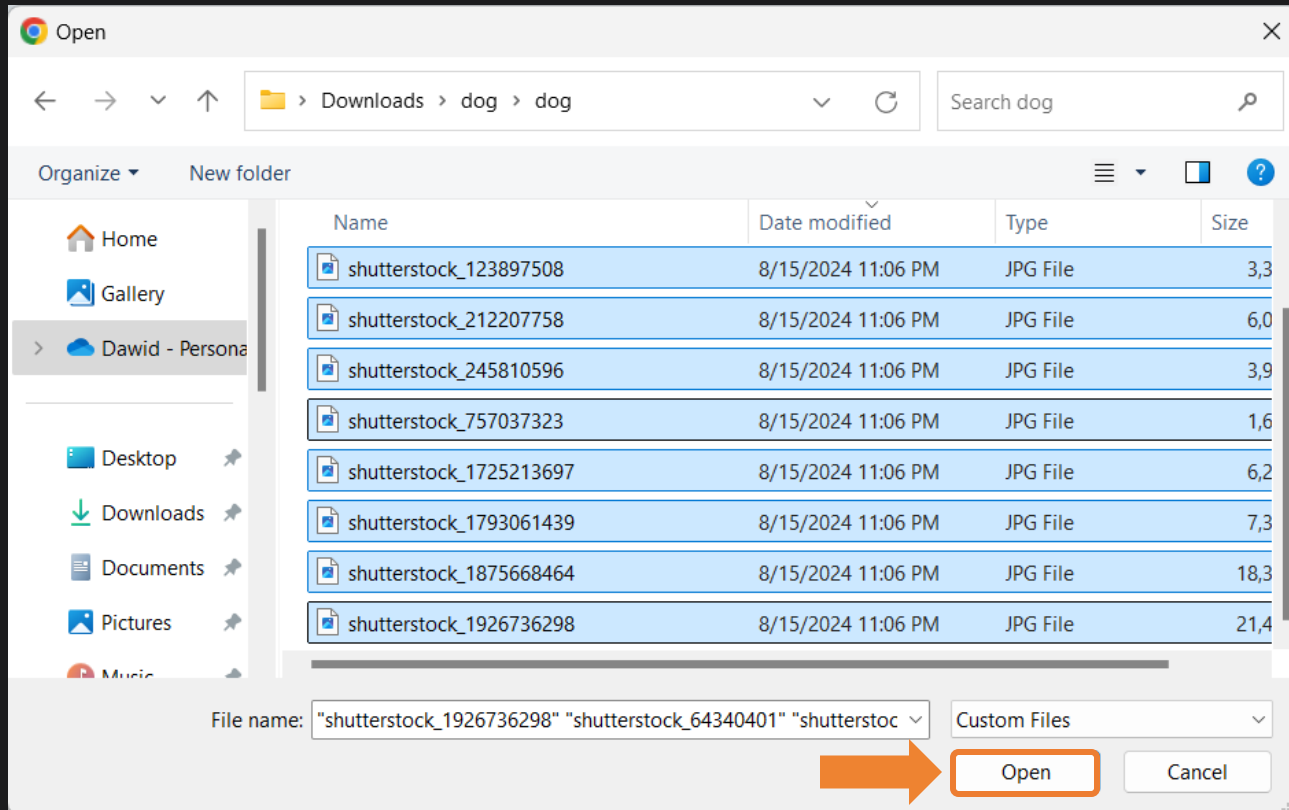 Open
Downloads > dog > dog
Search dog
Organize
New folder
?
Name
Date modified
Type
Size
Home
Gallery
Dawid - Persona
Desktop
Downloads
Documents
Pictures
Music
shutterstock_123897508 8/15/2024 11:06 PM JPG File 3,3
shutterstock_212207758 8/15/2024 11:06 PM JPG File 6,0
shutterstock_245810596 8/15/2024 11:06 PM JPG File 3,9
shutterstock_757037323 8/15/2024 11:06 PM JPG File 1,6
shutterstock_1725213697 8/15/2024 11:06 PM JPG File 6,2
shutterstock_1793061439 8/15/2024 11:06 PM JPG File 7,3
shutterstock_1875668464 8/15/2024 11:06 PM JPG File 18,3
shutterstock_1926736298 8/15/2024 11:06 PM JPG File 21,4
File name: "shutterstock_1926736298" "shutterstock_64340401" "shutterstoc
Custom Files
Open
Cancel